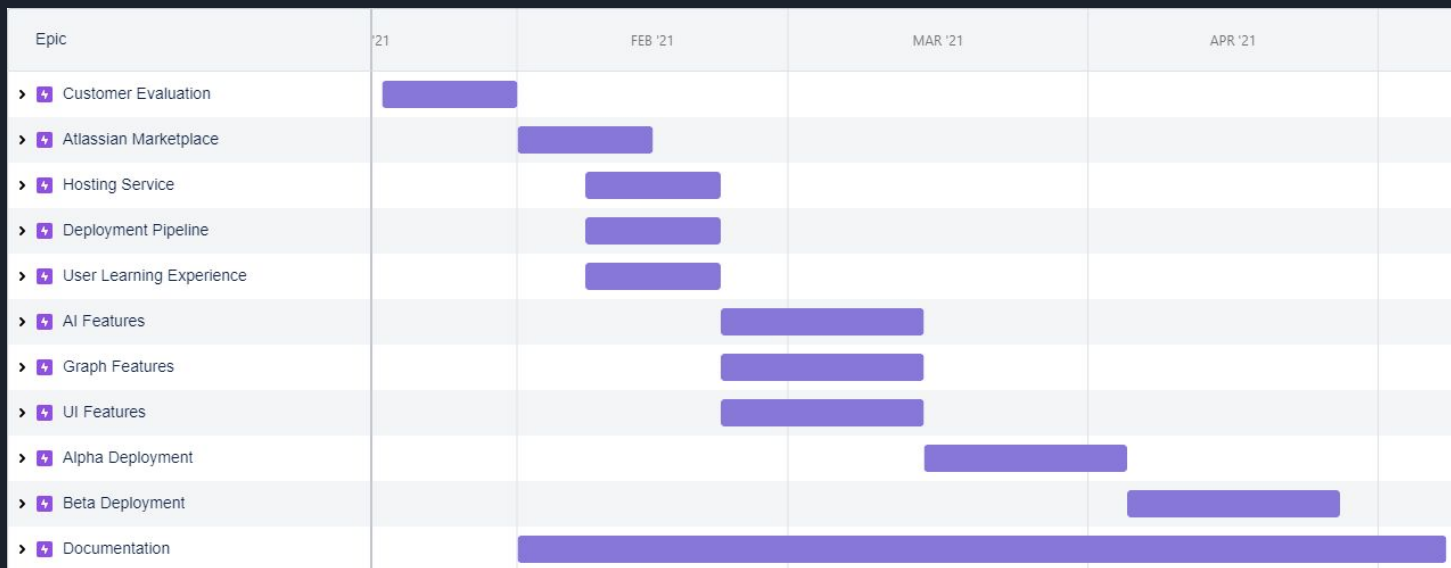 Epic '21 FEB '21 MAR '21 APR '21
Customer Evaluation
Atlassian Marketplace
Hosting Service
Deployment Pipeline
User Learning Experience
AI Features
Graph Features
UI Features
Alpha Deployment
Beta Deployment
Documentation